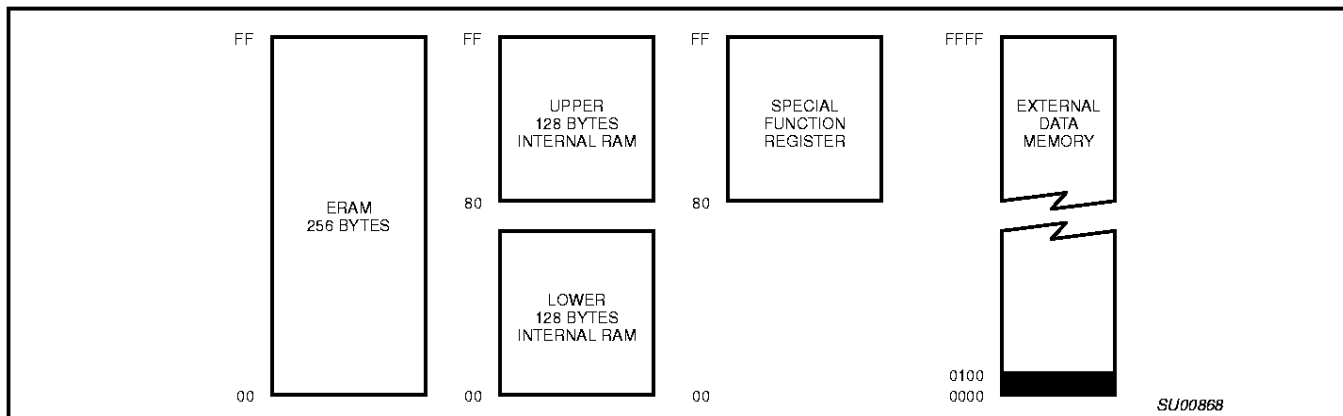 FF
FF
FF
FFFF
UPPER
128 BYTES
INTERNAL RAM
SPECIAL
FUNCTION
REGISTER
EXTERNAL
DATA
MEMORY
ERAM
256 BYTES
80
80
LOWER
128 BYTES
INTERNAL RAM
00
00
00
0100
0000
SU00868